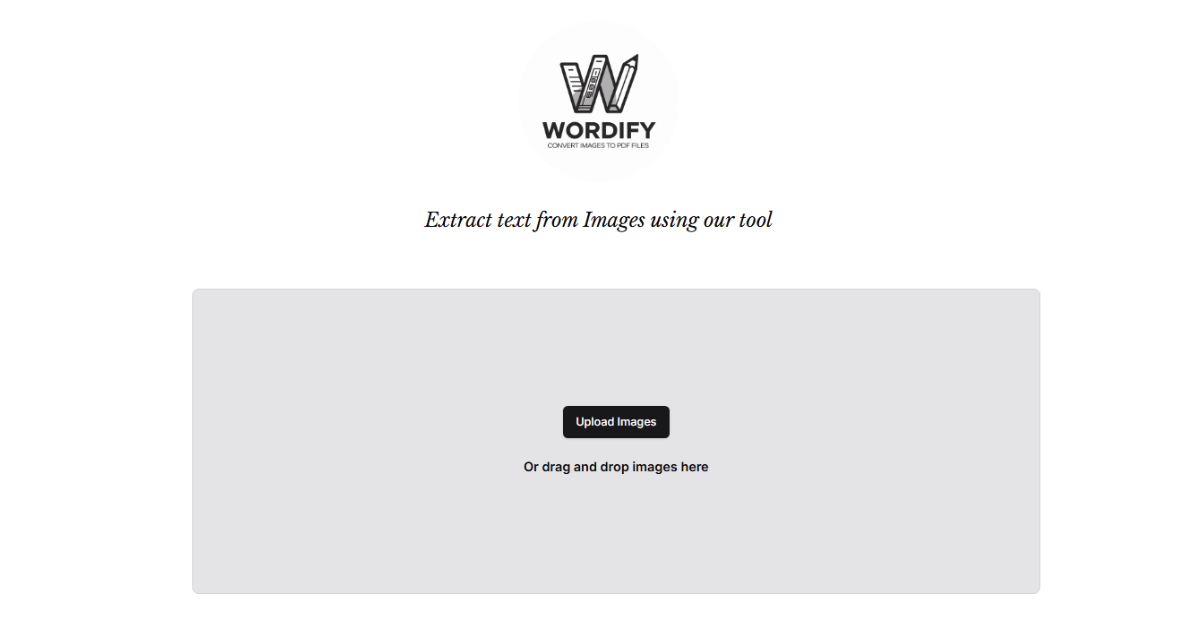 WORDIFY
CONVERT IMAGES TO PDF FILES
Extract text from Images using our tool
Upload Images
Or drag and drop images here